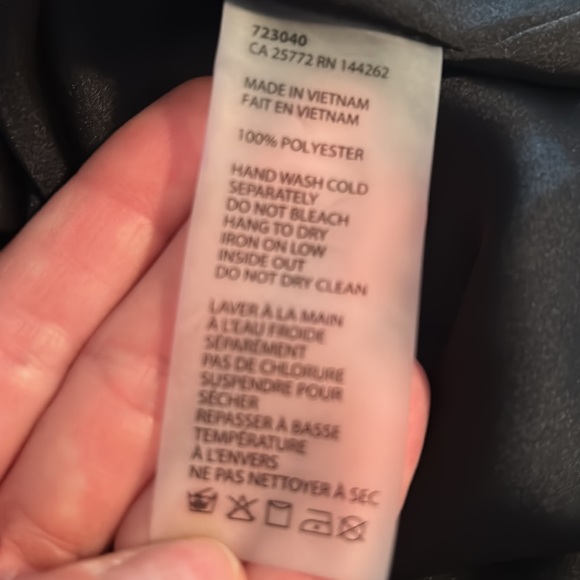 723040
CA 25772 RN 144262
MADE IN VIETNAM
FAIT EN VIETNAM
100% POLYESTER
HAND WASH COLD
SEPARATELY
DO NOT BLEACH
HANG TO DRY
IRON ON LOW
INSIDE OUT
DO NOT DRY CLEAN
LAVER À LA MAIN
À L'EAU FROIDE
SÉPARÉMENT
PAS DE CHLORURE
SUSPENDRE POUR
SÉCHER
REPASSER À BASSE
TEMPÉRATURE
À L'ENVERS
NE PAS NETTOYER À SEC